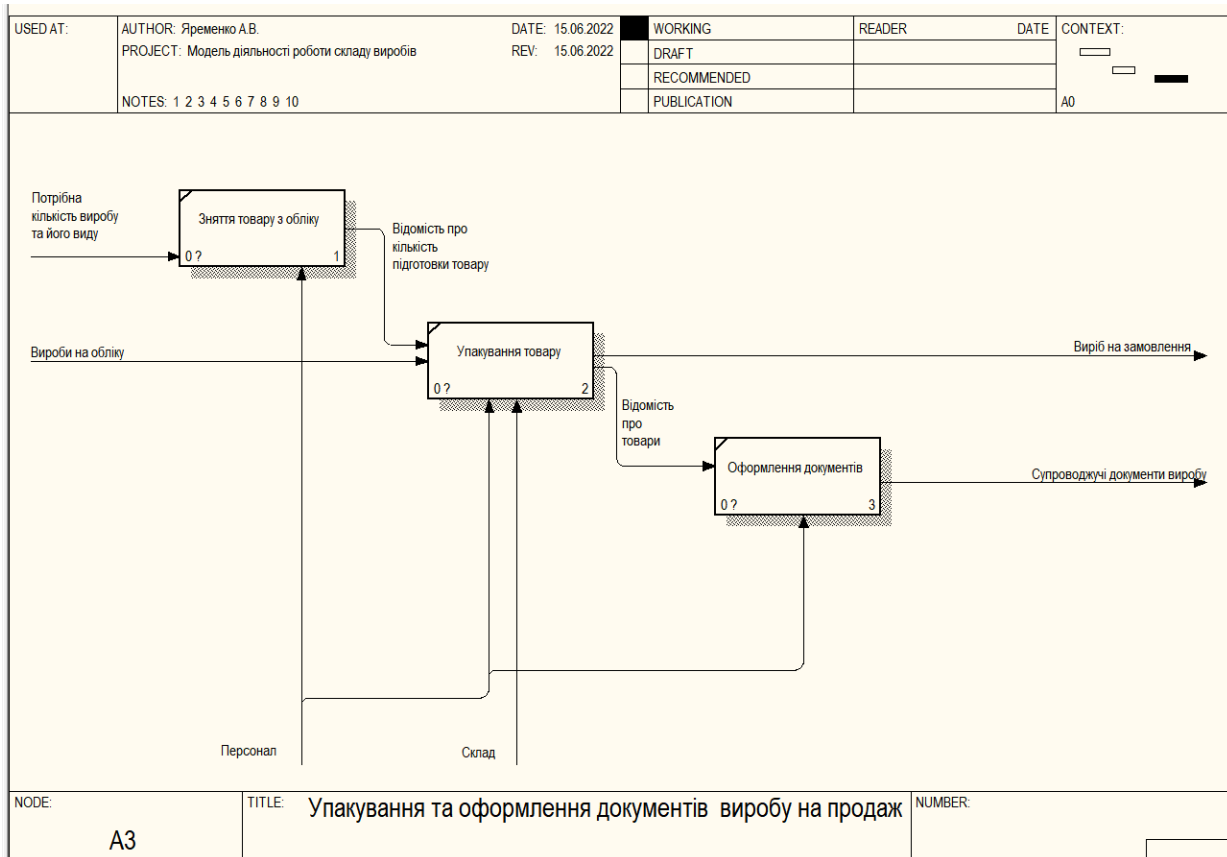 USED AT:
AUTHOR: Яременко А.В.
DATE: 15.06.2022
WORKING
READER
DATE
CONTEXT:
PROJECT: Модель діяльності роботи складу виробів
REV: 15.06.2022
DRAFT
RECOMMENDED
NOTES: 1 2 3 4 5 6 7 8 9 10
PUBLICATION
A0
Потрібна
кількість виробу
та його виду
Зняття товару з обліку
0 ?
1
Відомість про
кількість
підготовки товару
Вироби на обліку
Упакування товару
0 ?
2
Виріб на замовлення
Відомість
про
товари
Оформлення документів
0 ?
3
Супроводжучі документи виробу
Персонал
Склад
NODE:
A3
TITLE:
Упакування та оформлення документів виробу на продаж
NUMBER: